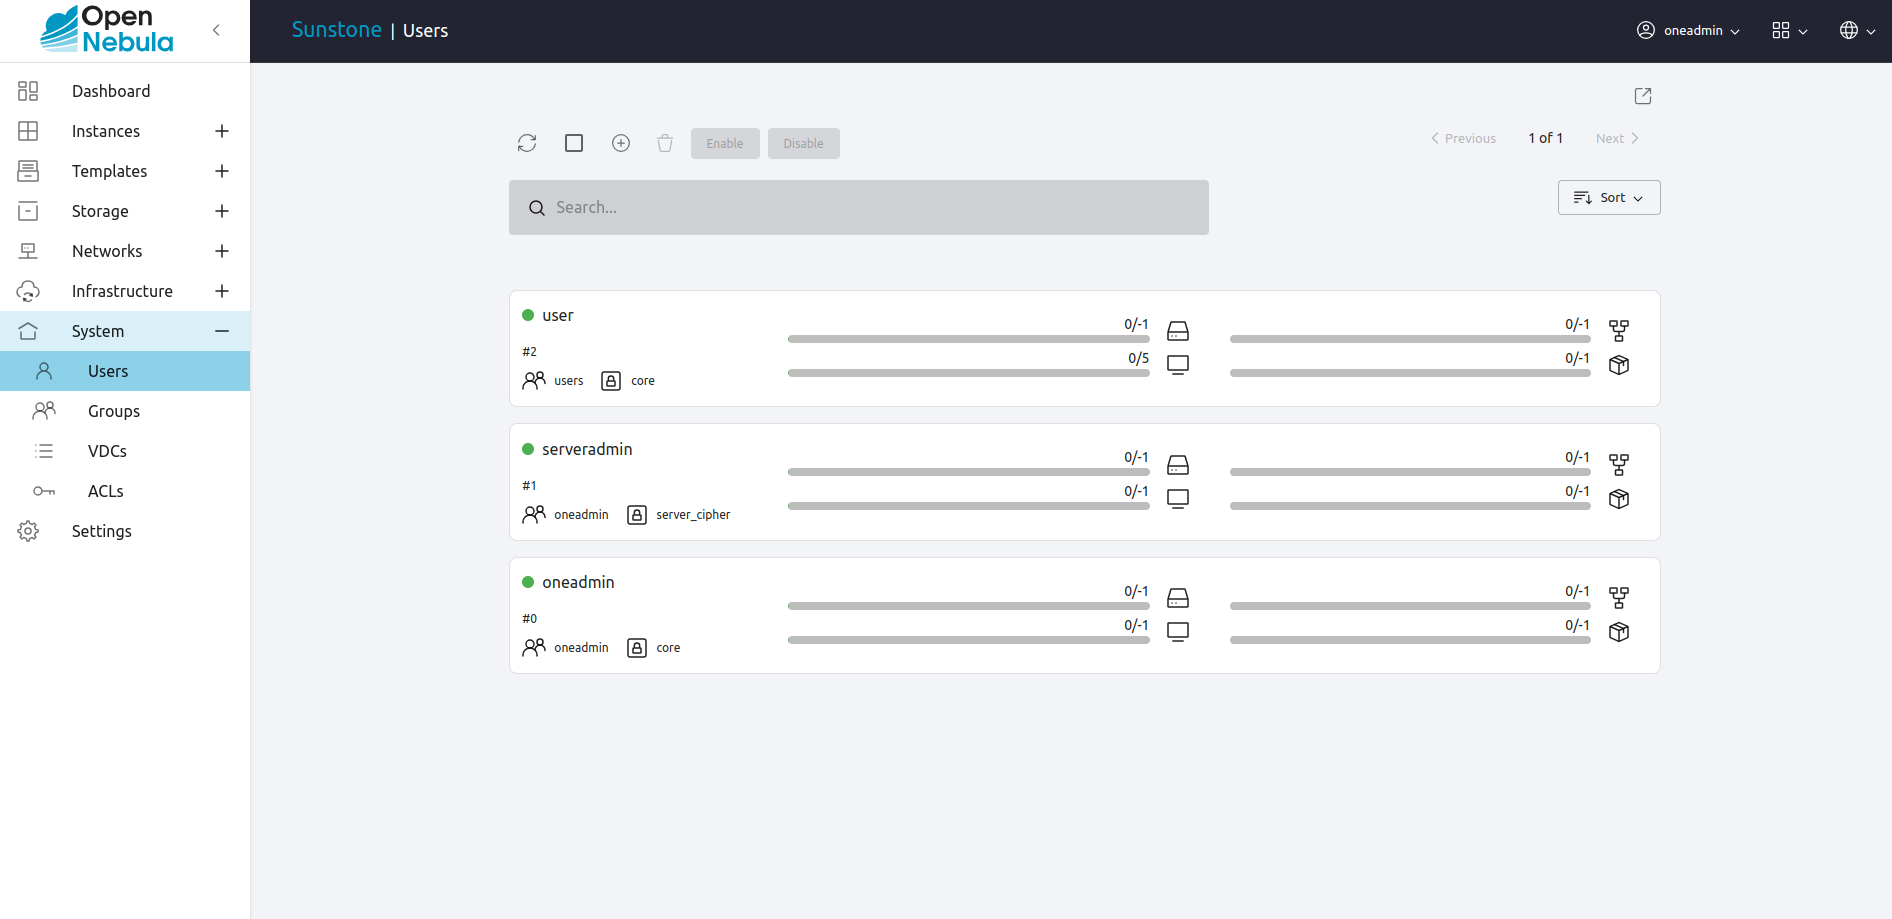 Open
Nebula
Sunstone | Users
oneadmin
Dashboard
Instances
Templates
Storage
Networks
Infrastructure
System
Users
Groups
VDCs
ACLs
Settings
Enable
Disable
Previous
1 of 1
Next
Search...
Sort
user
#2
users
core
0/-1
0/5
0/-1
0/-1
serveradmin
#1
oneadmin
server_cipher
0/-1
0/-1
0/-1
0/-1
oneadmin
#0
oneadmin
core
0/-1
0/-1
0/-1
0/-1